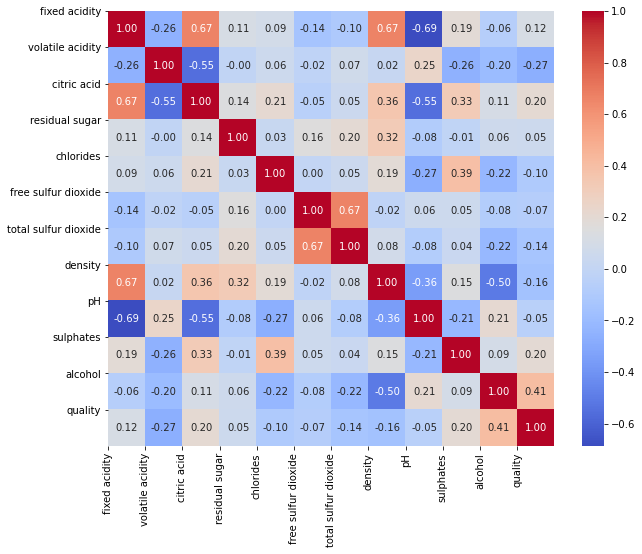 fixed acidity 1.00 -0.26 0.67 0.11 0.09 -0.14 -0.10 0.67 -0.69 0.19 -0.06 0.12
volatile acidity -0.26 1.00 -0.55 -0.00 0.06 -0.02 0.07 0.02 0.25 -0.26 -0.20 -0.27
citric acid 0.67 -0.55 1.00 0.14 0.21 -0.05 0.05 0.36 -0.55 0.33 0.11 0.20
residual sugar 0.11 -0.00 0.14 1.00 0.03 0.16 0.20 0.32 -0.08 -0.01 0.06 0.05
chlorides 0.09 0.06 0.21 0.03 1.00 0.00 0.05 0.19 -0.27 0.39 -0.22 -0.10
free sulfur dioxide -0.14 -0.02 -0.05 0.16 0.00 1.00 0.67 -0.02 0.06 0.05 -0.08 -0.07
total sulfur dioxide -0.10 0.07 0.05 0.20 0.05 0.67 1.00 0.08 -0.08 0.04 -0.22 -0.14
density 0.67 0.02 0.36 0.32 0.19 -0.02 0.08 1.00 -0.36 0.15 -0.50 -0.16
pH -0.69 0.25 -0.55 -0.08 -0.27 0.06 -0.08 -0.36 1.00 -0.21 0.21 -0.05
sulphates 0.19 -0.26 0.33 -0.01 0.39 0.05 0.04 0.15 -0.21 1.00 0.09 0.20
alcohol -0.06 -0.20 0.11 0.06 -0.22 -0.08 -0.22 -0.50 0.21 0.09 1.00 0.41
quality 0.12 -0.27 0.20 0.05 -0.10 -0.07 -0.14 -0.16 -0.05 0.20 0.41 1.00
fixed acidity
volatile acidity
citric acid
residual sugar
chlorides
free sulfur dioxide
total sulfur dioxide
density
pH
sulphates
alcohol
quality
1.0
0.8
0.6
0.4
0.2
0.0
−0.2
−0.4
−0.6